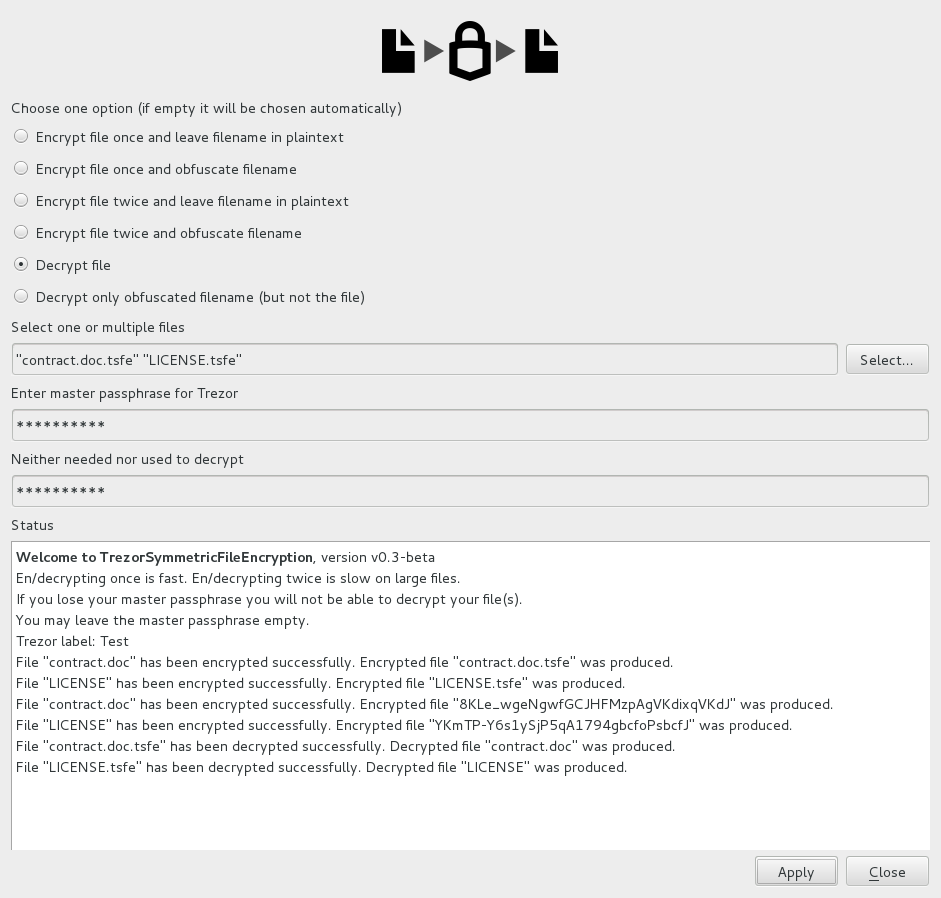 Choose one option (if empty it will be chosen automatically)
Encrypt file once and leave filename in plaintext
Encrypt file once and obfuscate filename
Encrypt file twice and leave filename in plaintext
Encrypt file twice and obfuscate filename
Decrypt file
Decrypt only obfuscated filename (but not the file)
Select one or multiple files
"contract.doc.tsfe" "LICENSE.tsfe" Select...
Enter master passphrase for Trezor
**********
Neither needed nor used to decrypt
**********
Status
Welcome to TrezorSymmetricFileEncryption, version v0.3-beta
En/decrypting once is fast. En/decrypting twice is slow on large files.
If you lose your master passphrase you will not be able to decrypt your file(s).
You may leave the master passphrase empty.
Trezor label: Test
File "contract.doc" has been encrypted successfully. Encrypted file "contract.doc.tsfe" was produced.
File "LICENSE" has been encrypted successfully. Encrypted file "LICENSE.tsfe" was produced.
File "contract.doc" has been encrypted successfully. Encrypted file "8KLe_wgeNgwfGCJHFMzpAgVKdixqVKdJ" was produced.
File "LICENSE" has been encrypted successfully. Encrypted file "YKmTP-Y6s1ySjP5qA1794gbcfoPsbcfJ" was produced.
File "contract.doc.tsfe" has been decrypted successfully. Decrypted file "contract.doc" was produced.
File "LICENSE.tsfe" has been decrypted successfully. Decrypted file "LICENSE" was produced.
Apply Close